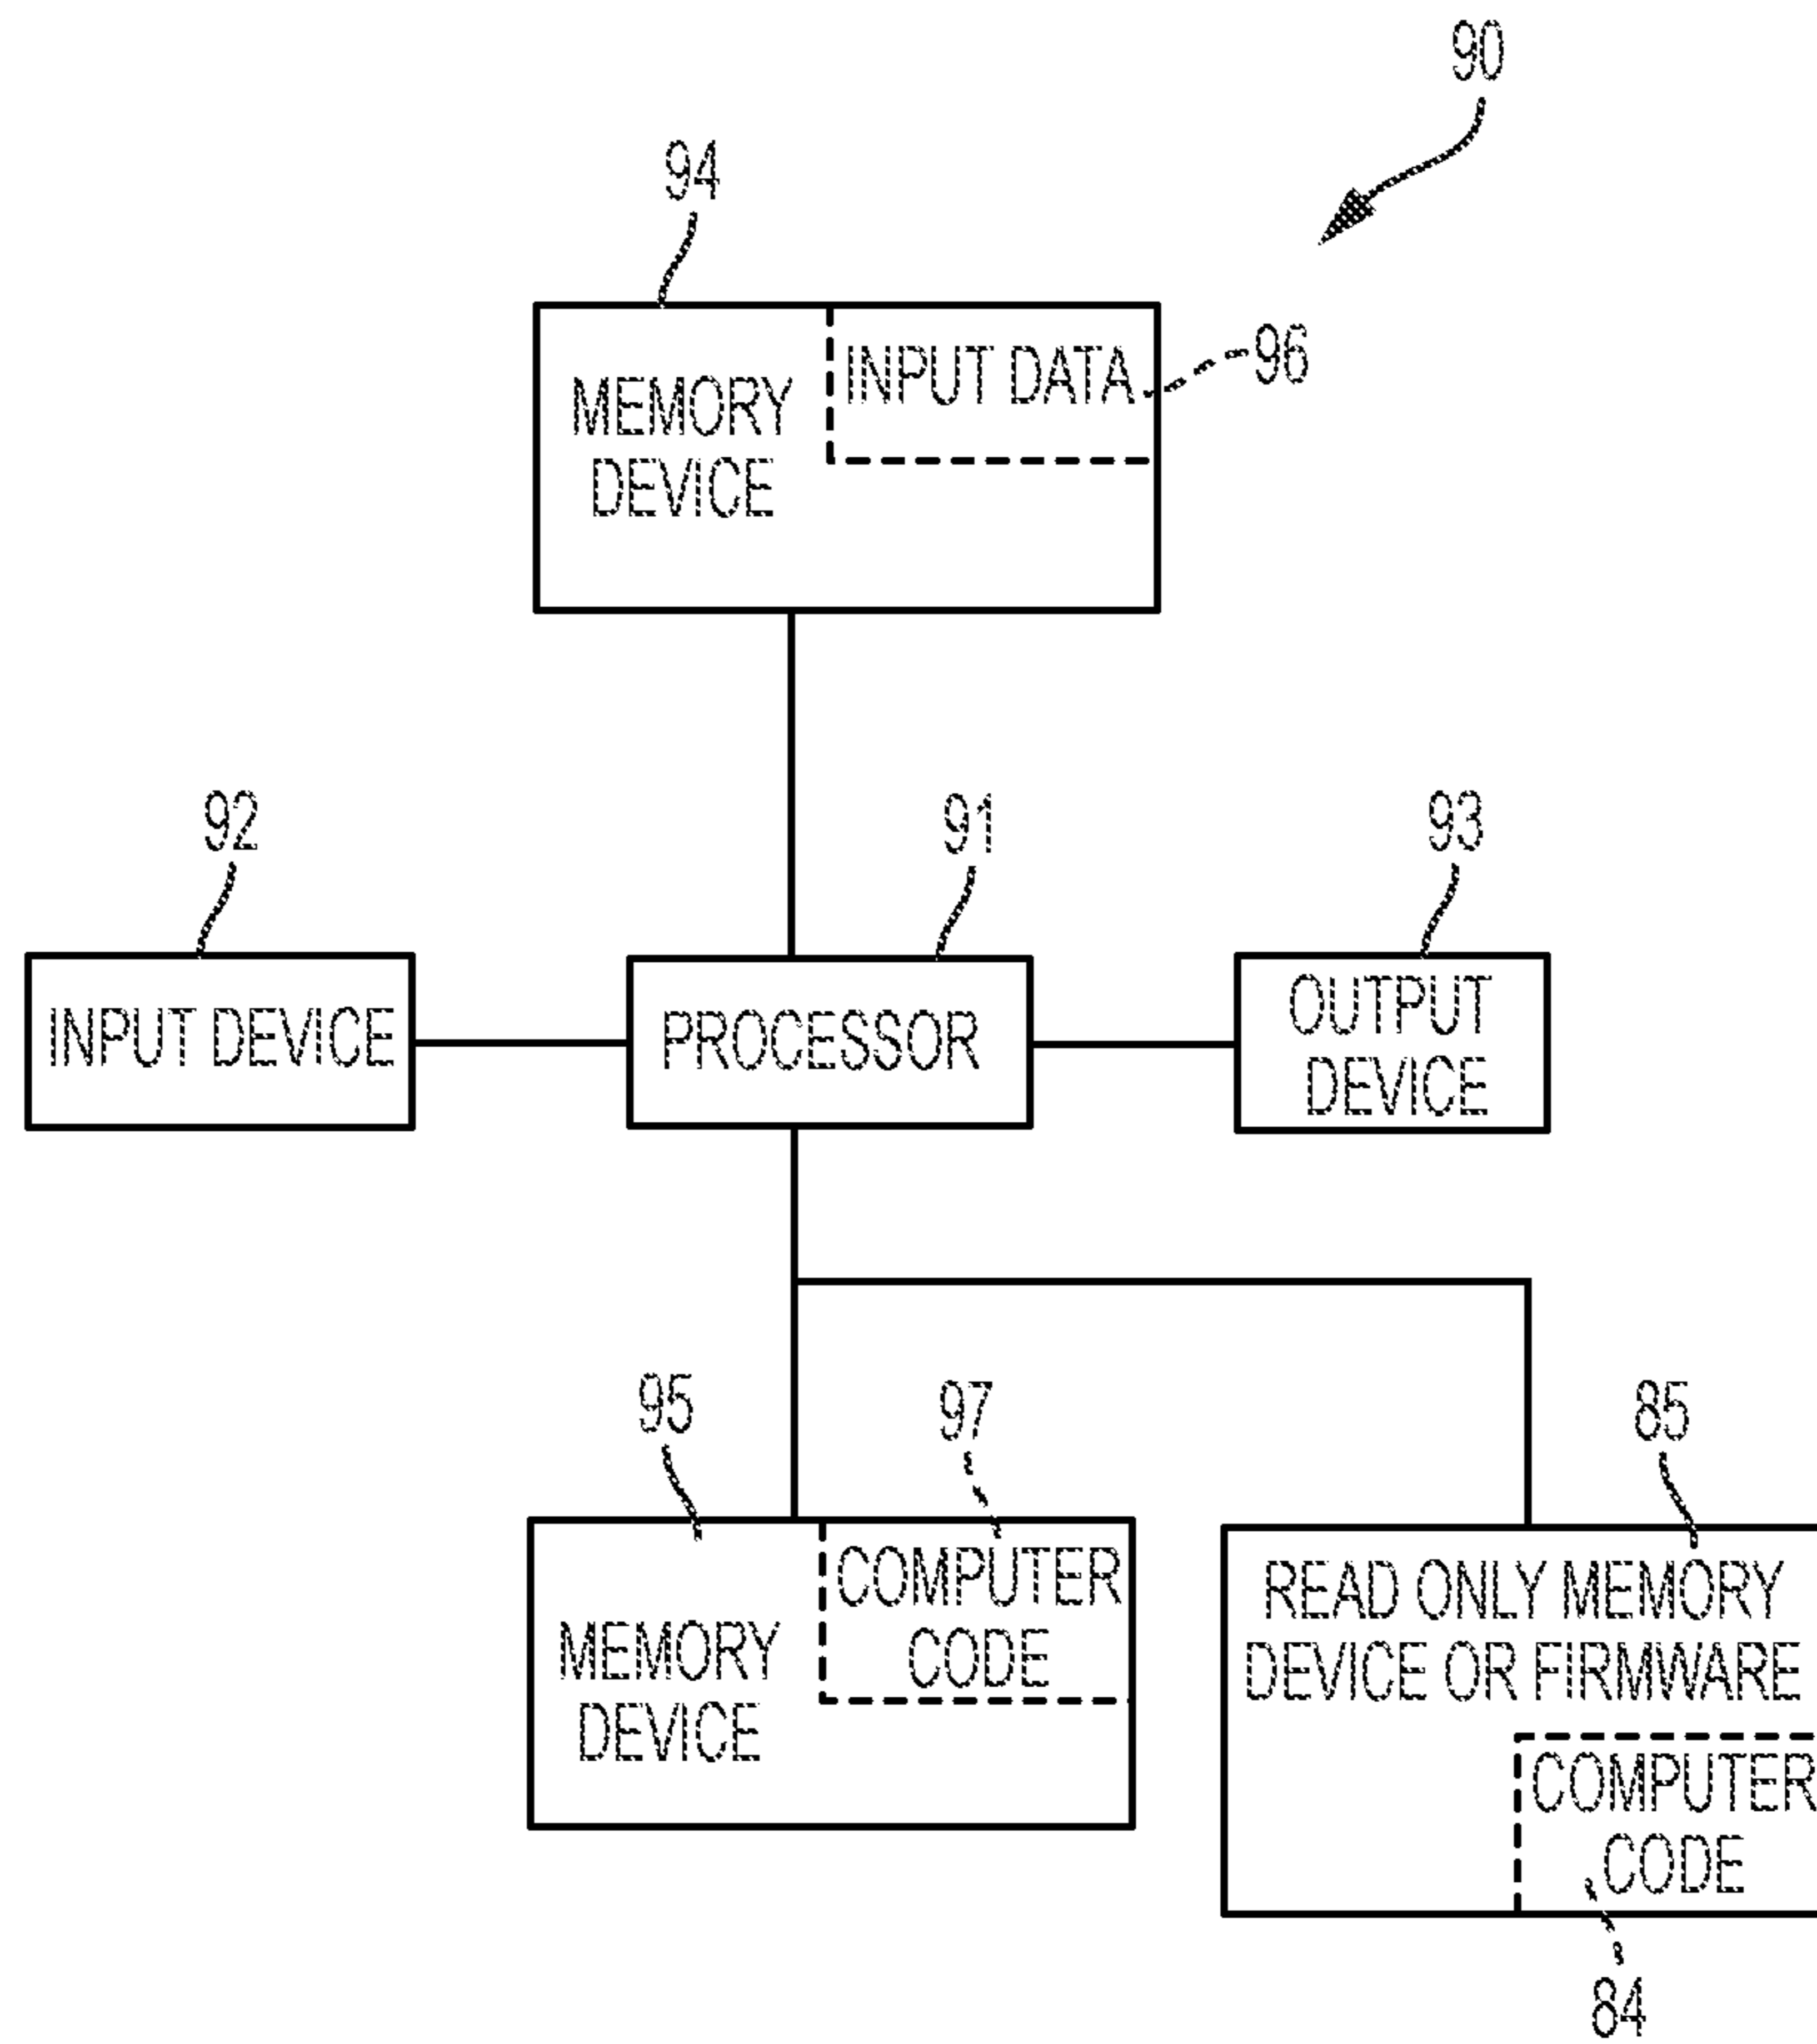 90
94
MEMORY
DEVICE
INPUT DATA
96
92
91
93
INPUT DEVICE
PROCESSOR
OUTPUT
DEVICE
95
97
85
MEMORY
DEVICE
COMPUTER
CODE
READ ONLY MEMORY
DEVICE OR FIRMWARE
COMPUTER
CODE
84